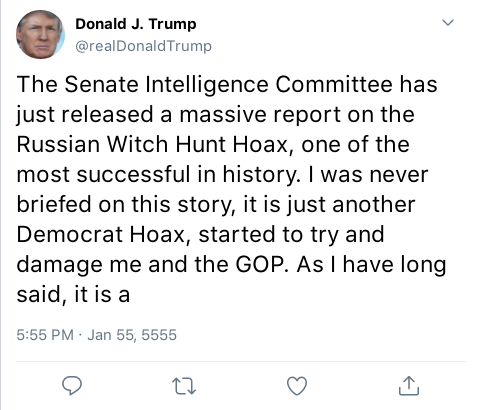 Donald J. Trump
@realDonaldTrump
The Senate Intelligence Committee has
just released a massive report on the
Russian Witch Hunt Hoax, one of the
most successful in history. I was never
briefed on this story, it is just another
Democrat Hoax, started to try and
damage me and the GOP. As I have long
said, it is a
5:55 PM · Jan 55, 5555